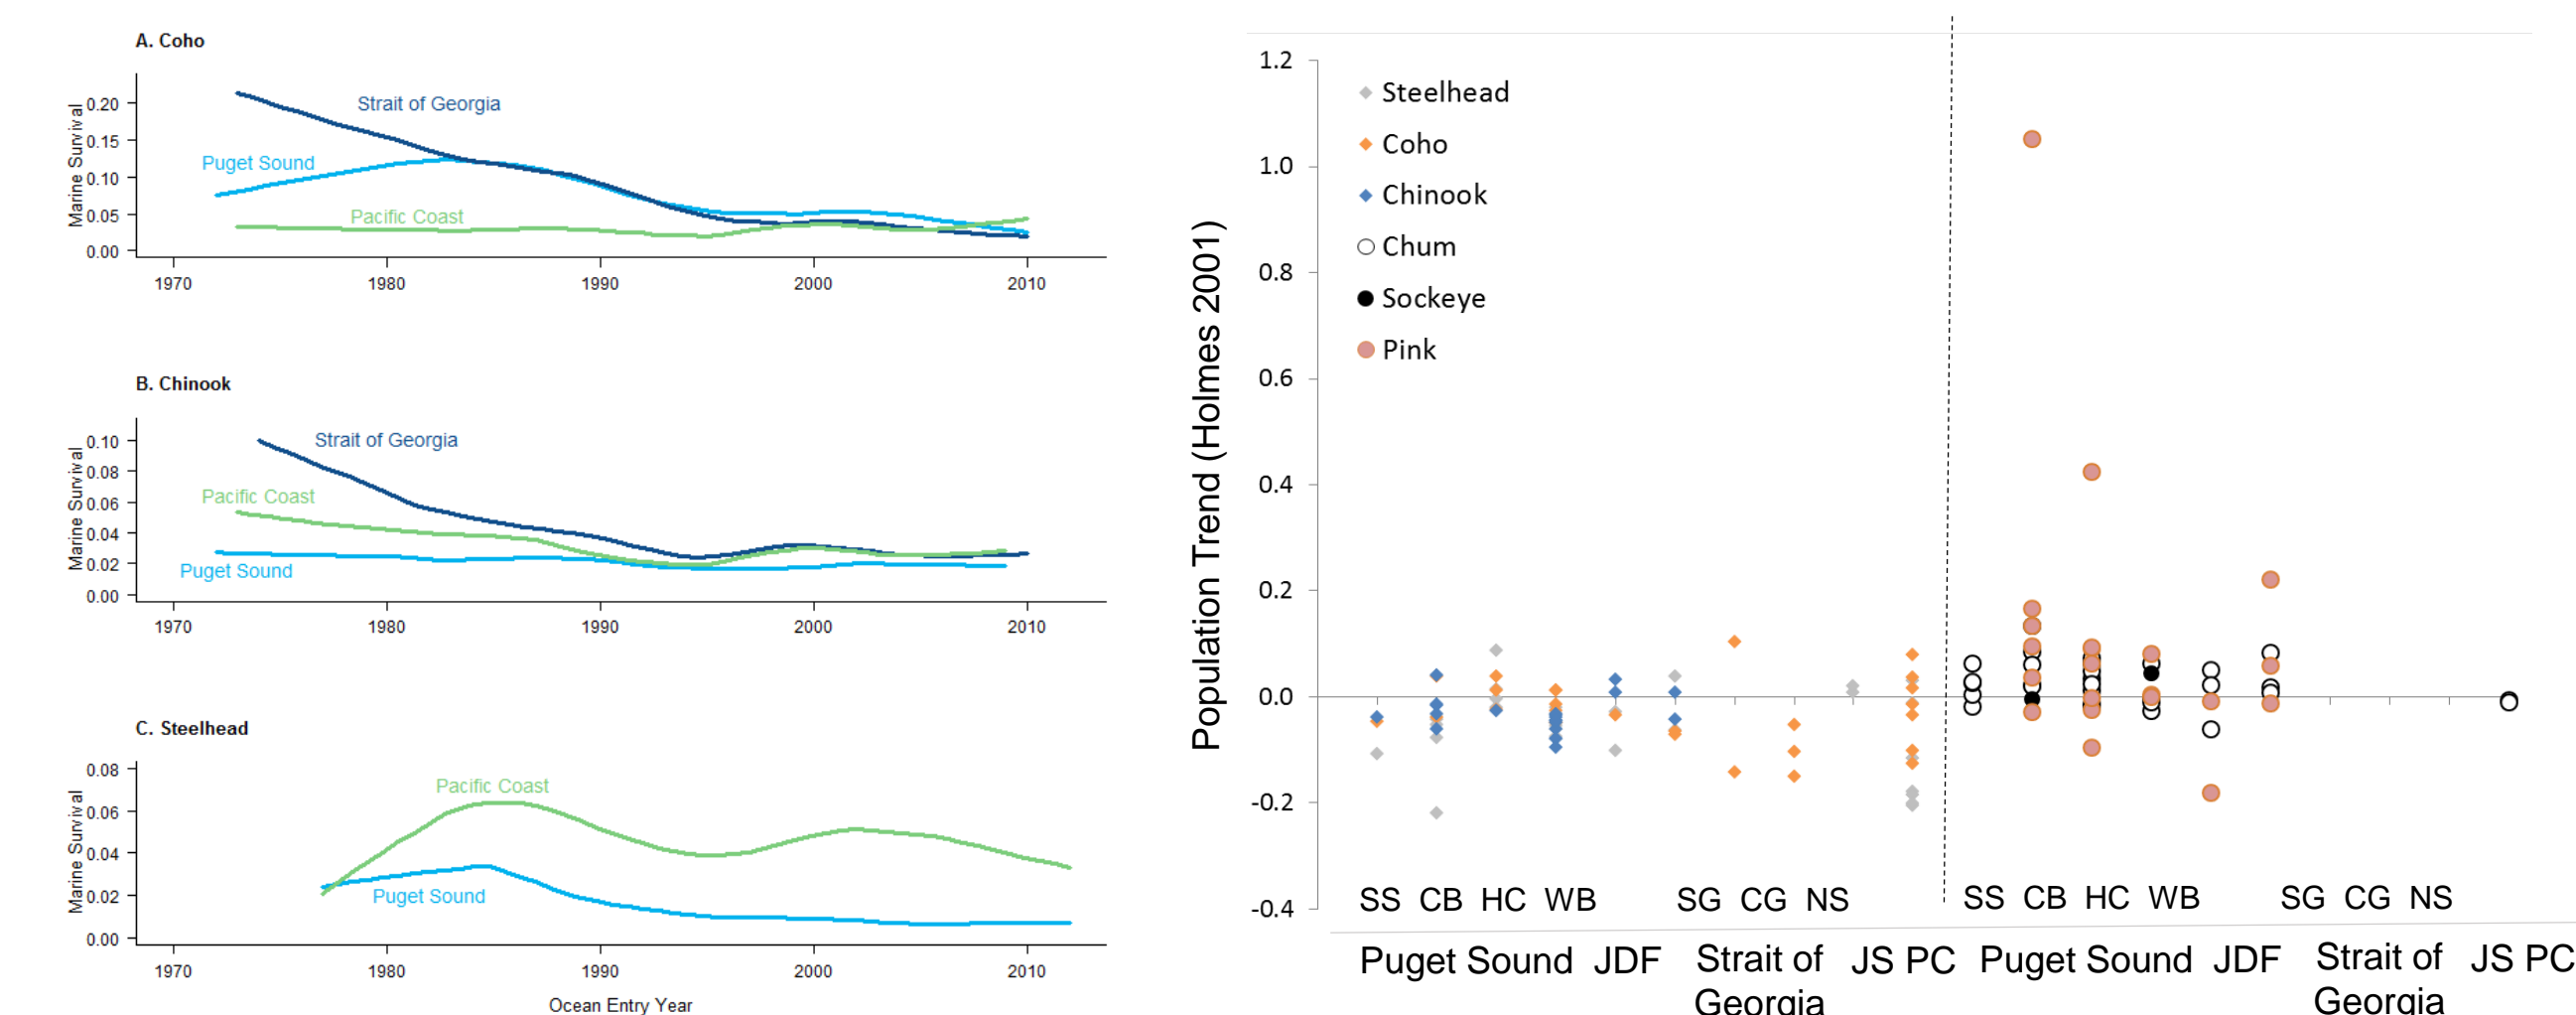 A. Coho
Marine Survival
0.20
0.15
0.10
0.05
0.00
Strait of Georgia
Puget Sound
Pacific Coast
1970 1980 1990 2000 2010
B. Chinook
Marine Survival
0.10
0.08
0.06
0.04
0.02
0.00
Strait of Georgia
Pacific Coast
Puget Sound
1970 1980 1990 2000 2010
C. Steelhead
Marine Survival
0.08
0.06
0.04
0.02
0.00
Pacific Coast
Puget Sound
1970 1980 1990 2000 2010
Ocean Entry Year
Population Trend (Holmes 2001)
1.2
1.0
0.8
0.6
0.4
0.2
0.0
-0.2
-0.4
Steelhead
Coho
Chinook
Chum
Sockeye
Pink
SS CB HC WB SG CG NS SS CB HC WB SG CG NS
Puget Sound JDF Strait of Georgia JS PC Puget Sound JDF Strait of Georgia JS PC